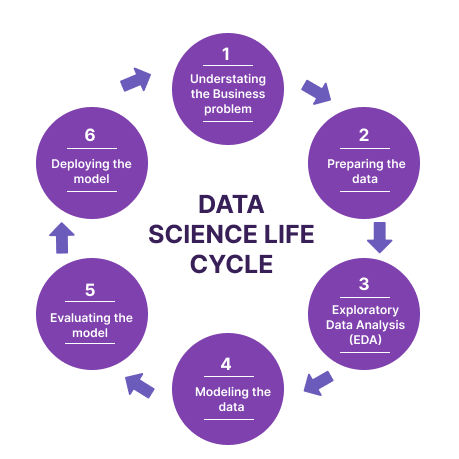 1
Understating
the Business
problem
2
Preparing the
data
3
Exploratory
Data Analysis
(EDA)
4
Modeling the
data
5
Evaluating the
model
6
Deploying the
model
DATA
SCIENCE LIFE
CYCLE